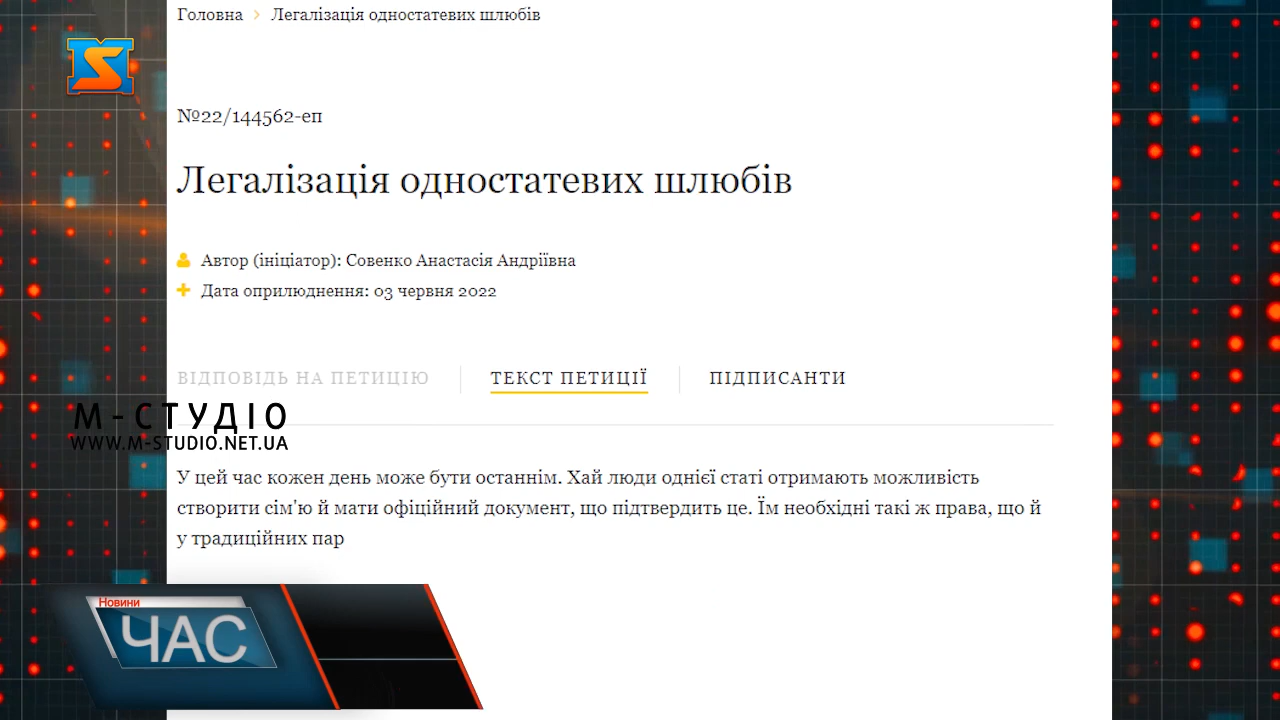 Головна > Легалізація одностатевих шлюбів
№22/144562-еп
Легалізація одностатевих шлюбів
Автор (ініціатор): Совенко Анастасія Андріївна
Дата оприлюднення: 03 червня 2022
ВІДПОВІДЬ НА ПЕТИЦІЮ
ТЕКСТ ПЕТИЦІЇ
ПІДПИСАНТИ
М-СТУДІО
WWW.M-STUDIO.NET.UA
У цей час кожен день може бути останнім. Хай люди однієї статі отримають можливість
створити сім'ю й мати офіційний документ, що підтвердить це. Їм необхідні такі ж права, що й
у традиційних пар
Новини
ЧАС